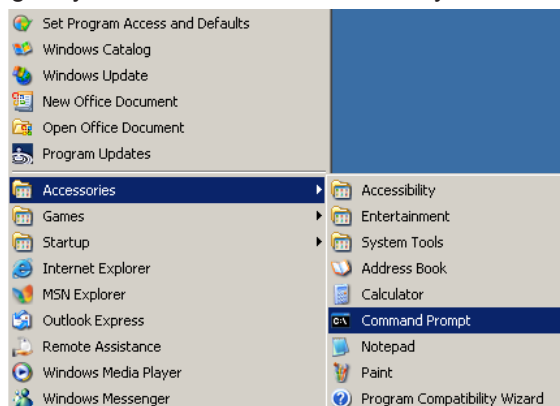 Set Program Access and Defaults
Windows Catalog
Windows Update
New Office Document
Open Office Document
Program Updates
Accessories
Games
Startup
Internet Explorer
MSN Explorer
Outlook Express
Remote Assistance
Windows Media Player
Windows Messenger
Accessibility
Entertainment
System Tools
Address Book
Calculator
C:\ Command Prompt
Notepad
Paint
Program Compatibility Wizard